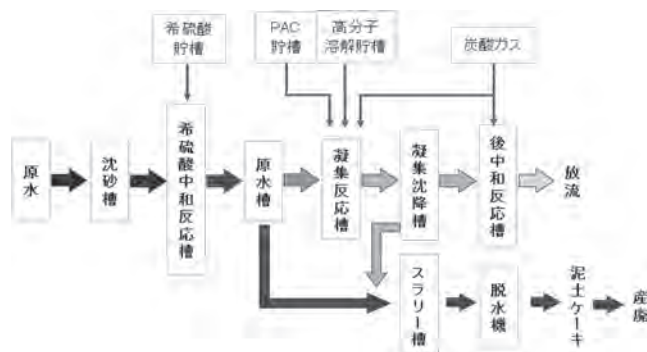 希硫酸
貯槽
PAC
貯槽
高分子
溶解貯槽
炭酸ガス
原水
沈砂槽
希硫酸中和反応槽
原水槽
凝集反応槽
凝集沈降槽
後中和反応槽
放流
スラリー槽
脱水機
泥土ケーキ
産廃